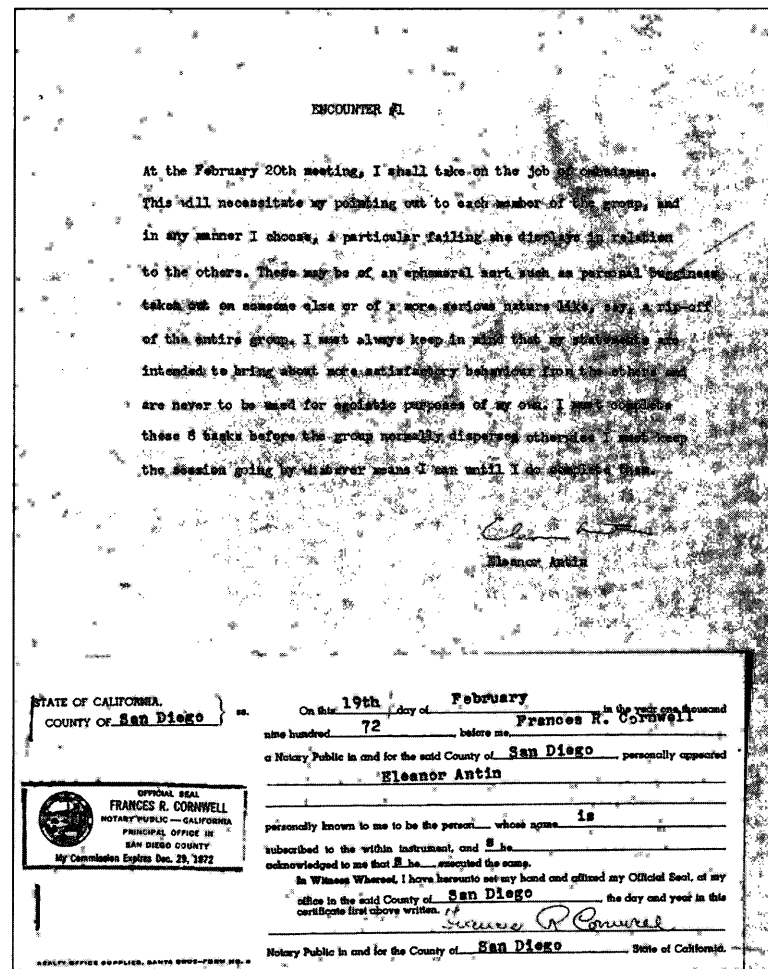 ENCOUNTER #1
At the February 20th meeting, I shall take on the job of ombudsman.
This will necessitate my pointing out to each member of the group, and
in any manner I choose, a particular failing she displays in relation
to the others. These may be of an ephemeral sort such as personal bugginess
taken out on someone else or of a more serious nature like, say, a rip-off
of the entire group. I must always keep in mind that my statements are
intended to bring about more satisfactory behaviour from the others and
are never to be used for egoistic purposes of my own. I must complete
these 8 tasks before the group normally disperses otherwise I must keep
the session going by whatever means I can until I do complete them.
Eleanor Antin
Eleanor Antin
STATE OF CALIFORNIA,
COUNTY OF San Diego } ss.
On this 19th day of February in the year one thousand
nine hundred 72, before me, Frances R. Cornwell
a Notary Public in and for the said County of San Diego, personally appeared
Eleanor Antin
personally known to me to be the person whose name is
subscribed to the within instrument, and S he
acknowledged to me that S he executed the same.
In Witness Whereof, I have hereunto set my hand and affixed my Official Seal, at my
office in the said County of San Diego the day and year in this
certificate first above written.
Frances R Cornwell
Notary Public in and for the County of San Diego, State of California.
OFFICIAL SEAL
FRANCES R. CORNWELL
NOTARY PUBLIC — CALIFORNIA
PRINCIPAL OFFICE IN
SAN DIEGO COUNTY
My Commission Expires Dec. 29, 1972